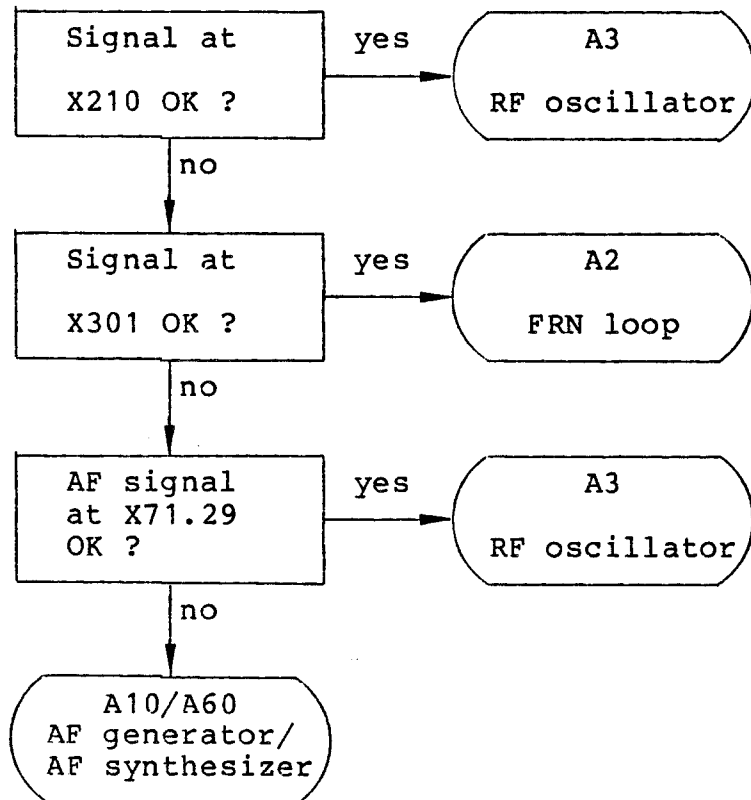 Signal at
X210 OK ?
yes
A3
RF oscillator
no
Signal at
X301 OK ?
yes
A2
FRN loop
no
AF signal
at X71.29
OK ?
yes
A3
RF oscillator
no
A10/A60
AF generator/
AF synthesizer